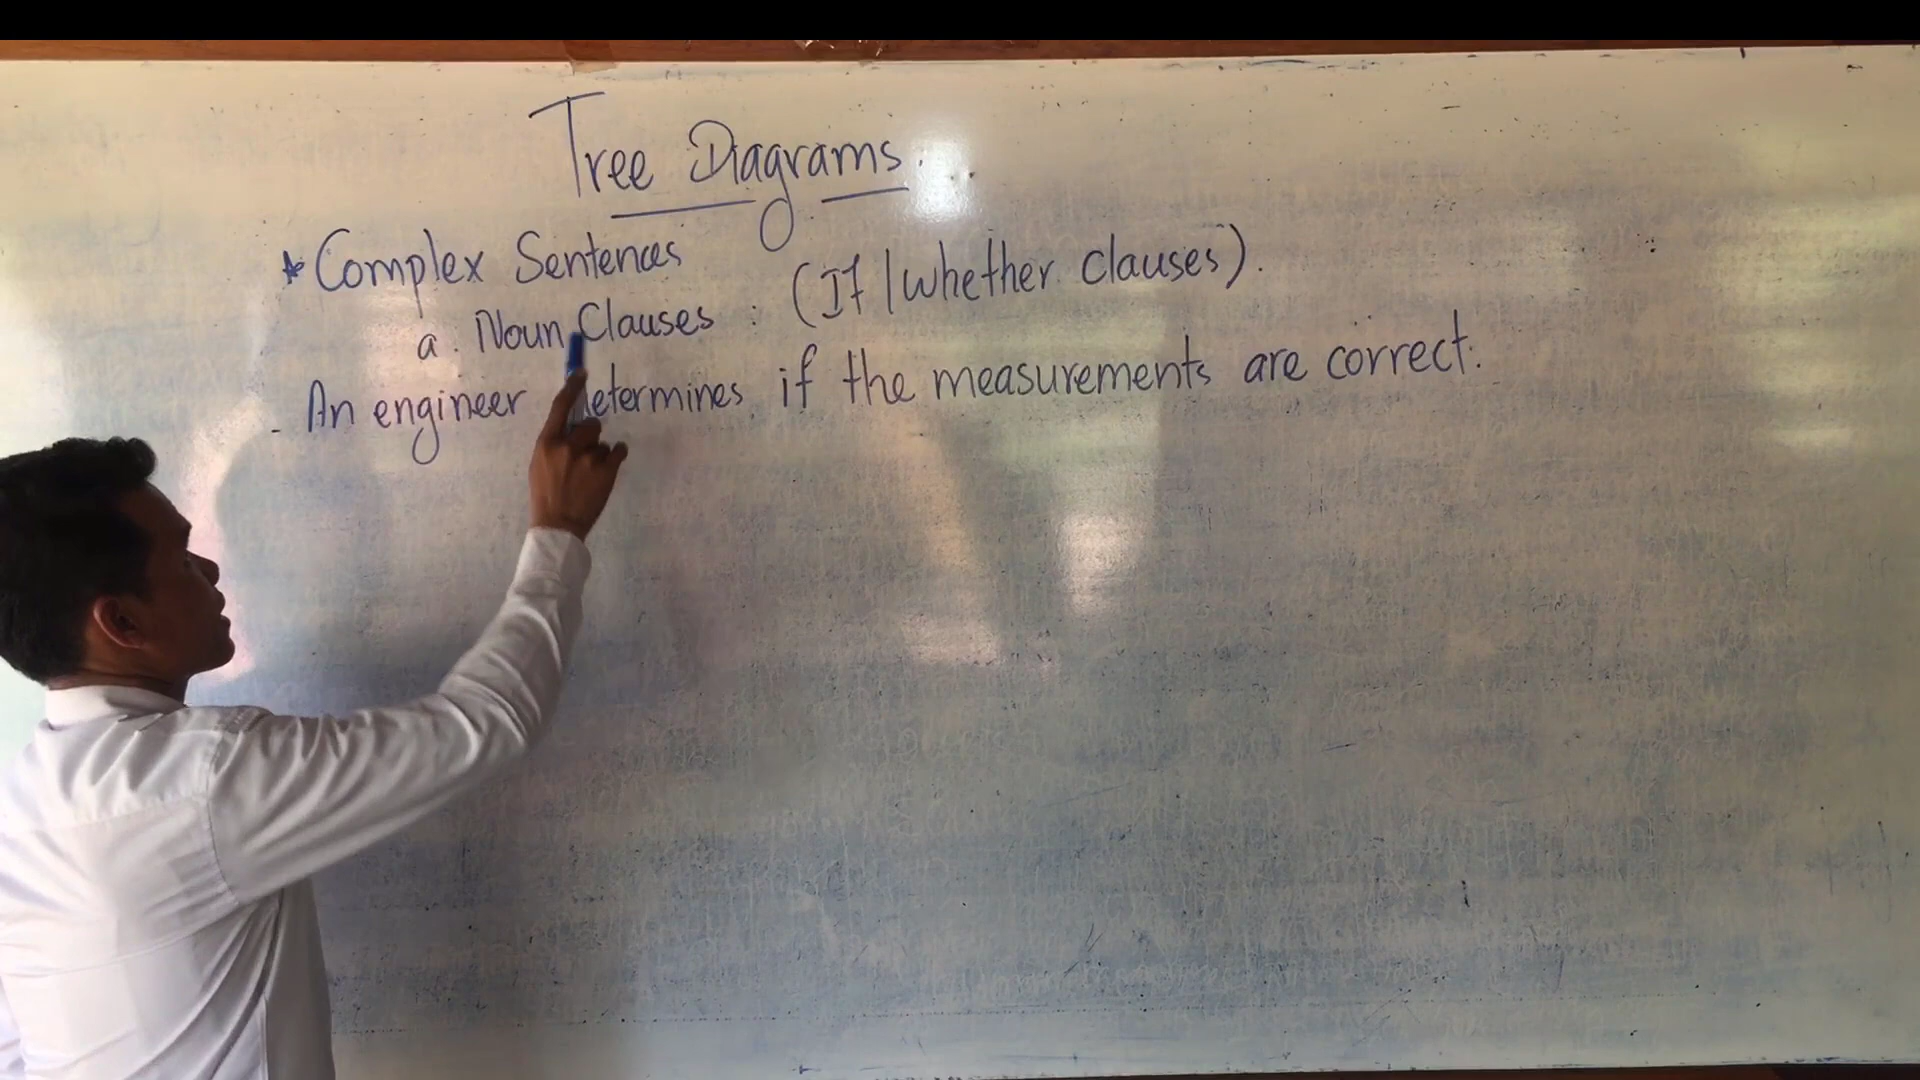 Tree Diagrams.
* Complex Sentences
a. Noun Clauses : (If / whether clauses).
- An engineer determines if the measurements are correct.